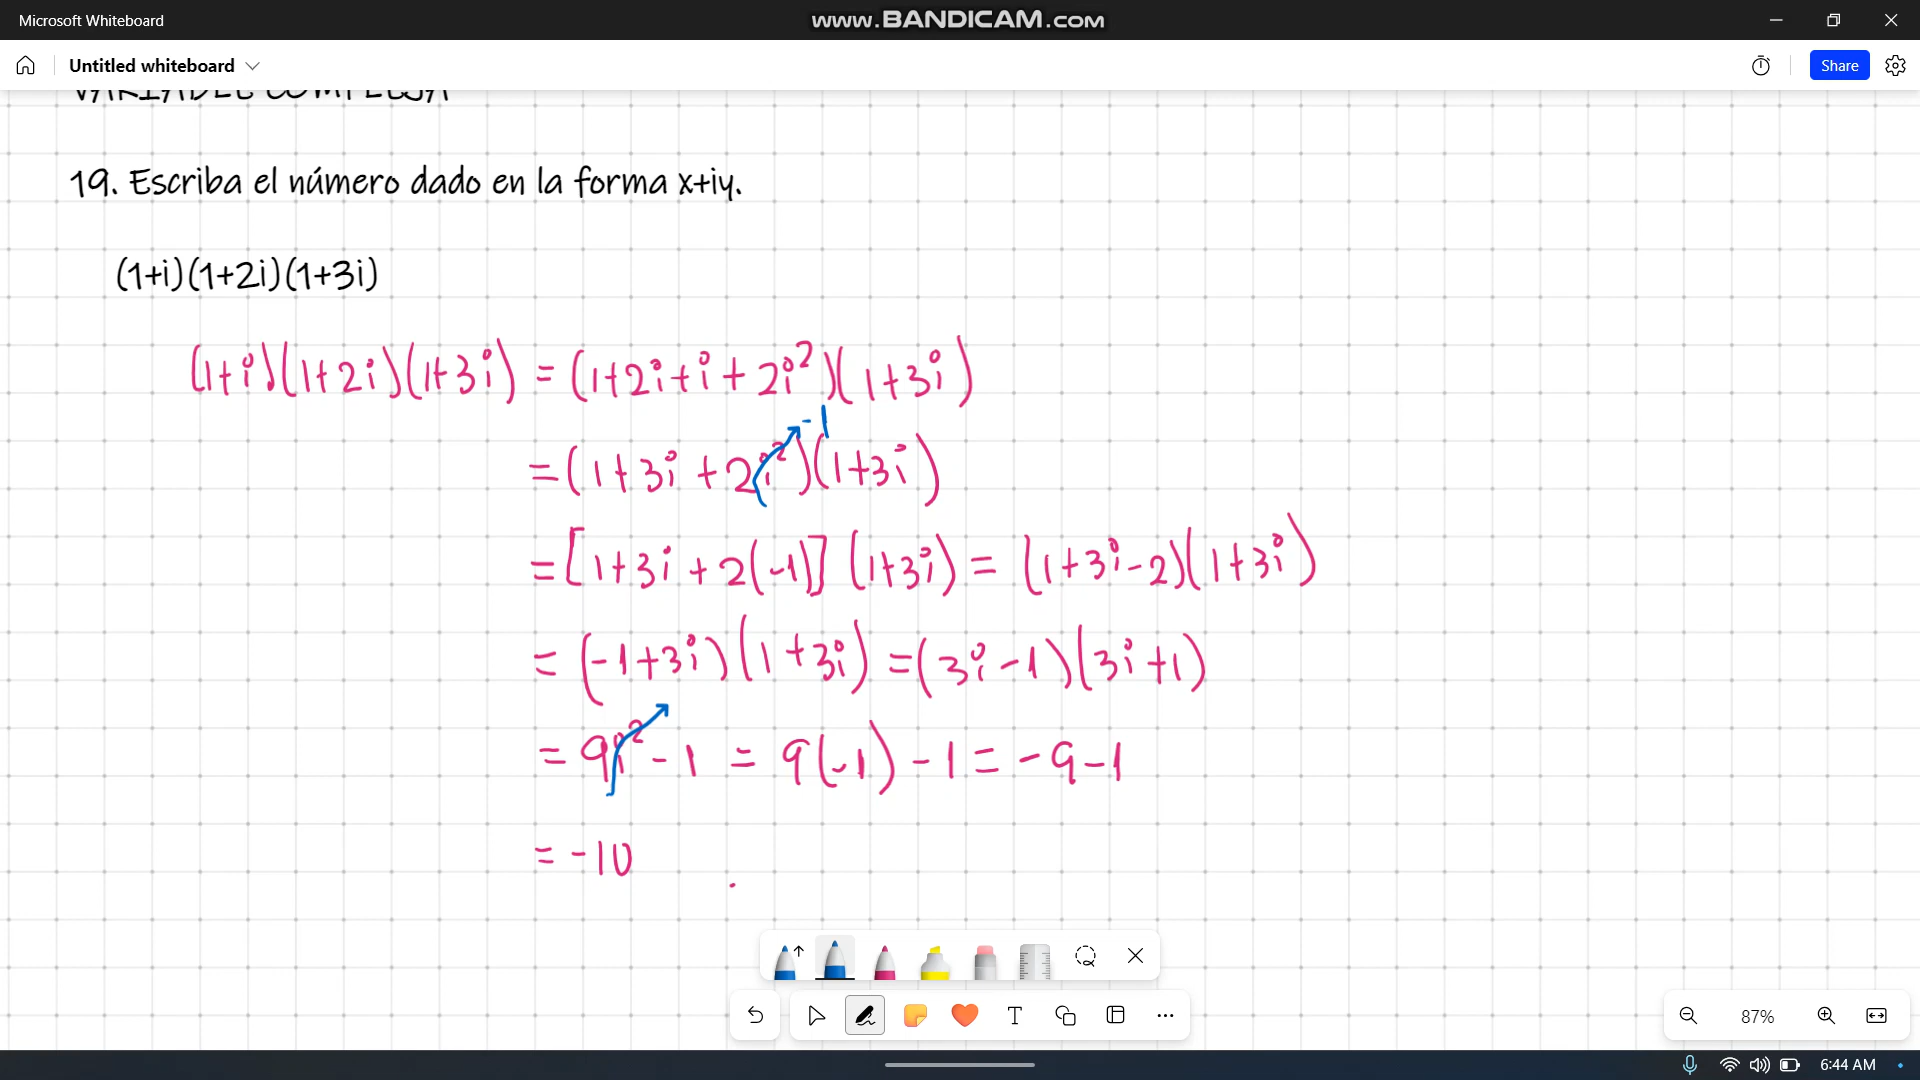 Microsoft Whiteboard
www.BANDICAM.com
Untitled whiteboard
Share
VARIABLE COMPLEJA
19. Escriba el número dado en la forma x+iy.
(1+i)(1+2i)(1+3i)
(1+i)(1+2i)(1+3i) = (1+2i+i+2i²)(1+3i)
-1
=(1+3i+2i²)(1+3i)
=[1+3i+2(-1)](1+3i) = (1+3i-2)(1+3i)
= (-1+3i)(1+3i) =(3i-1)(3i+1)
= 9i²-1 = 9(-1)-1 = -9-1
= -10
87%
6:44 AM